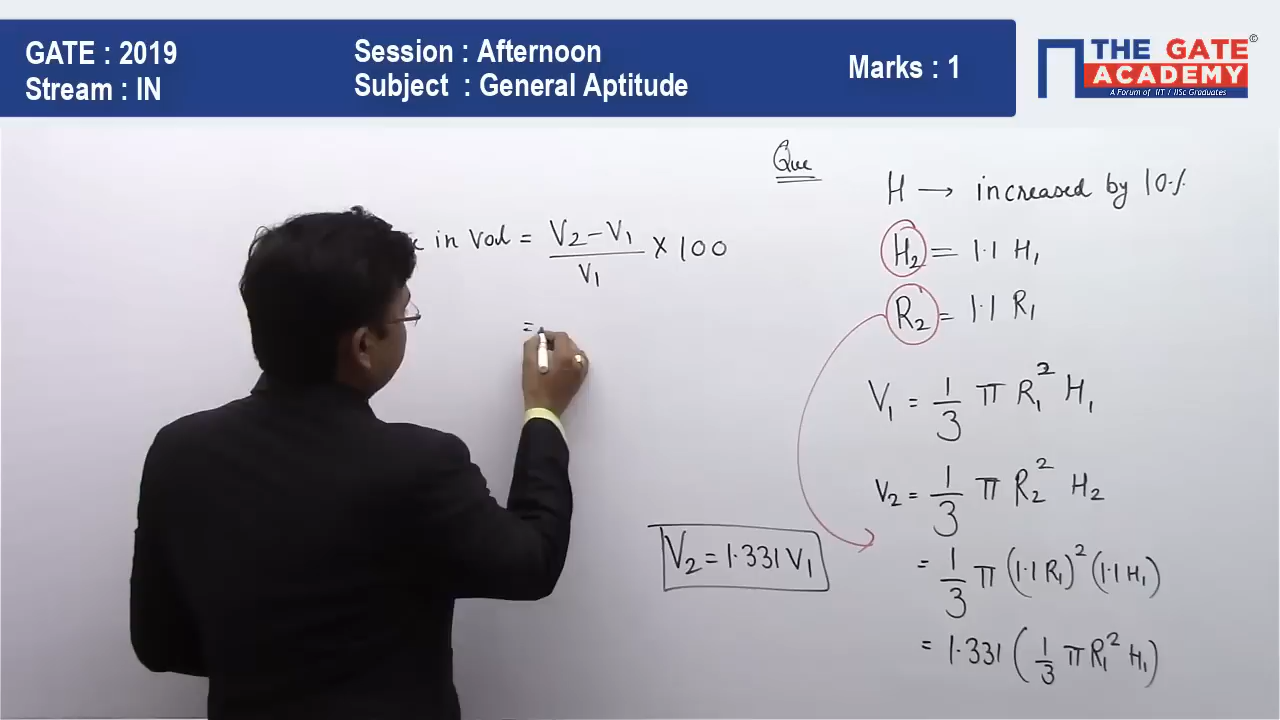 GATE : 2019
Stream : IN
Session : Afternoon
Subject : General Aptitude
Marks : 1
THE GATE
ACADEMY
©
A Forum of IIT / IISc Graduates
Que
H → increased by 10%
H₂ = 1.1 H₁
R₂ = 1.1 R₁
V₁ = 1/3 π R₁² H₁
V₂ = 1/3 π R₂² H₂
= 1/3 π (1.1 R₁)² (1.1 H₁)
= 1.331 (1/3 π R₁² H₁)
V₂ = 1.331 V₁
in Vol = V₂ - V₁ / V₁ × 100
=